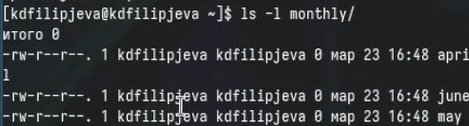 [kdfilipjeva@kdfilipjeva ~]$ ls -l monthly/
итого 0
-rw-r--r--. 1 kdfilipjeva kdfilipjeva 0 мар 23 16:48 apri
l
-rw-r--r--. 1 kdfilipjeva kdfilipjeva 0 мар 23 16:48 june
-rw-r--r--. 1 kdfilipjeva kdfilipjeva 0 мар 23 16:48 may